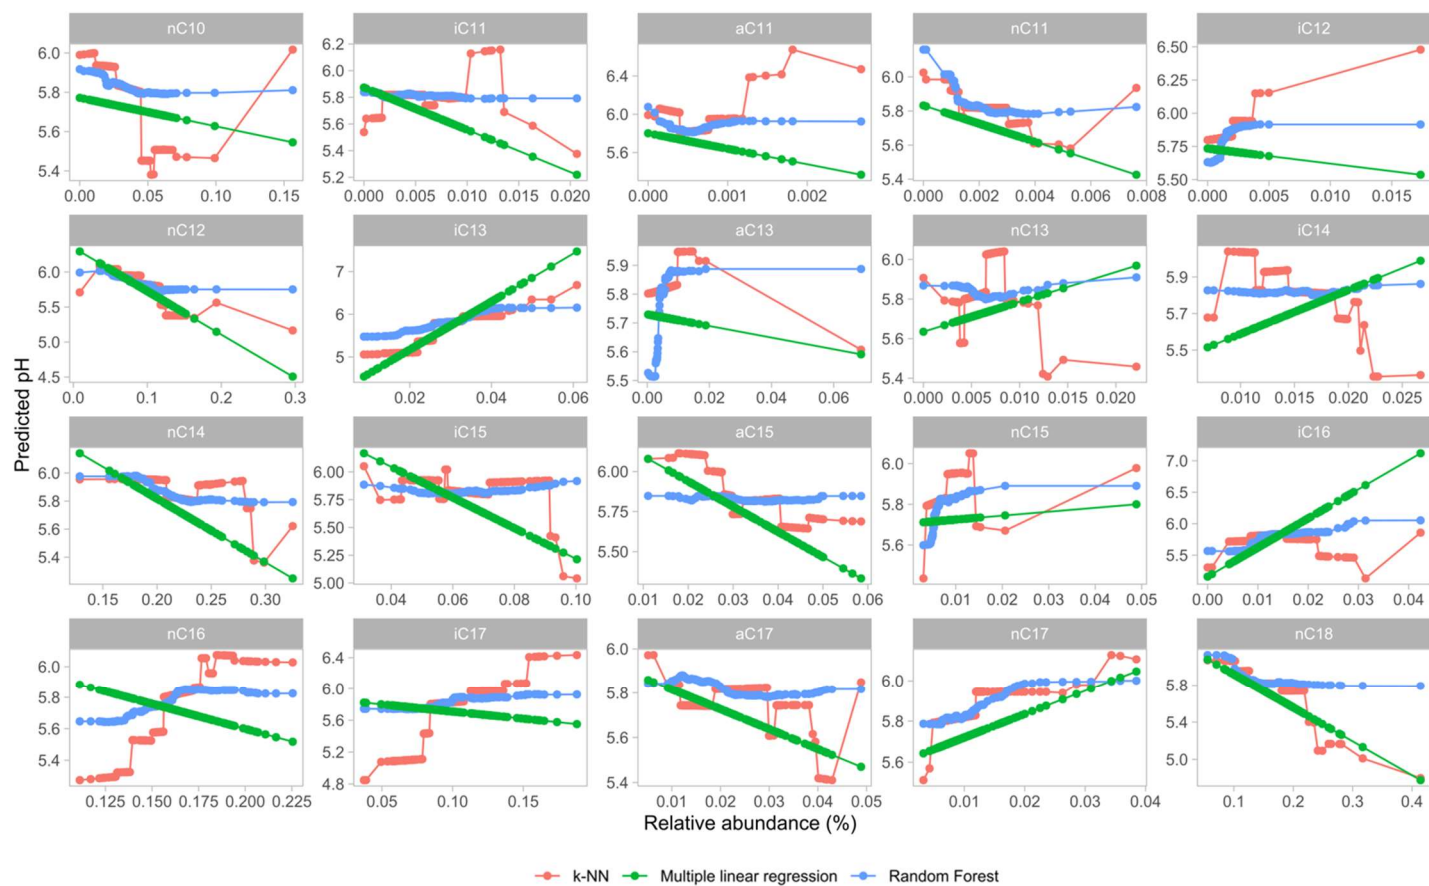 nC10 iC11 aC11 nC11 iC12
6.0 5.8 5.6 5.4
0.00 0.05 0.10 0.15
6.2 6.0 5.8 5.6 5.4 5.2
0.000 0.005 0.010 0.015 0.020
6.4 6.0 5.6
0.000 0.001 0.002
6.0 5.8 5.6 5.4
0.000 0.002 0.004 0.006 0.008
6.50 6.25 6.00 5.75 5.50
0.000 0.005 0.010 0.015
nC12 iC13 aC13 nC13 iC14
6.0 5.5 5.0 4.5
0.0 0.1 0.2 0.3
7 6 5
0.02 0.04 0.06
5.9 5.8 5.7 5.6 5.5
0.00 0.02 0.04 0.06
6.0 5.8 5.6 5.4
0.000 0.005 0.010 0.015 0.020
5.9 5.7 5.5
0.010 0.015 0.020 0.025
Predicted pH
nC14 iC15 aC15 nC15 iC16
6.0 5.8 5.6 5.4
0.15 0.20 0.25 0.30
6.00 5.75 5.50 5.25 5.00
0.04 0.06 0.08 0.10
6.00 5.75 5.50
0.01 0.02 0.03 0.04 0.05 0.06
6.0 5.8 5.6
0.01 0.02 0.03 0.04 0.05
7.0 6.5 6.0 5.5
0.00 0.01 0.02 0.03 0.04
nC16 iC17 aC17 nC17 nC18
6.0 5.8 5.6 5.4
0.125 0.150 0.175 0.200 0.225
6.4 6.0 5.6 5.2 4.8
0.05 0.10 0.15
6.0 5.8 5.6 5.4
0.01 0.02 0.03 0.04 0.05
6.0 5.8 5.6
0.01 0.02 0.03 0.04
5.8 5.4 5.0
0.1 0.2 0.3 0.4
Relative abundance (%)
k-NN Multiple linear regression Random Forest